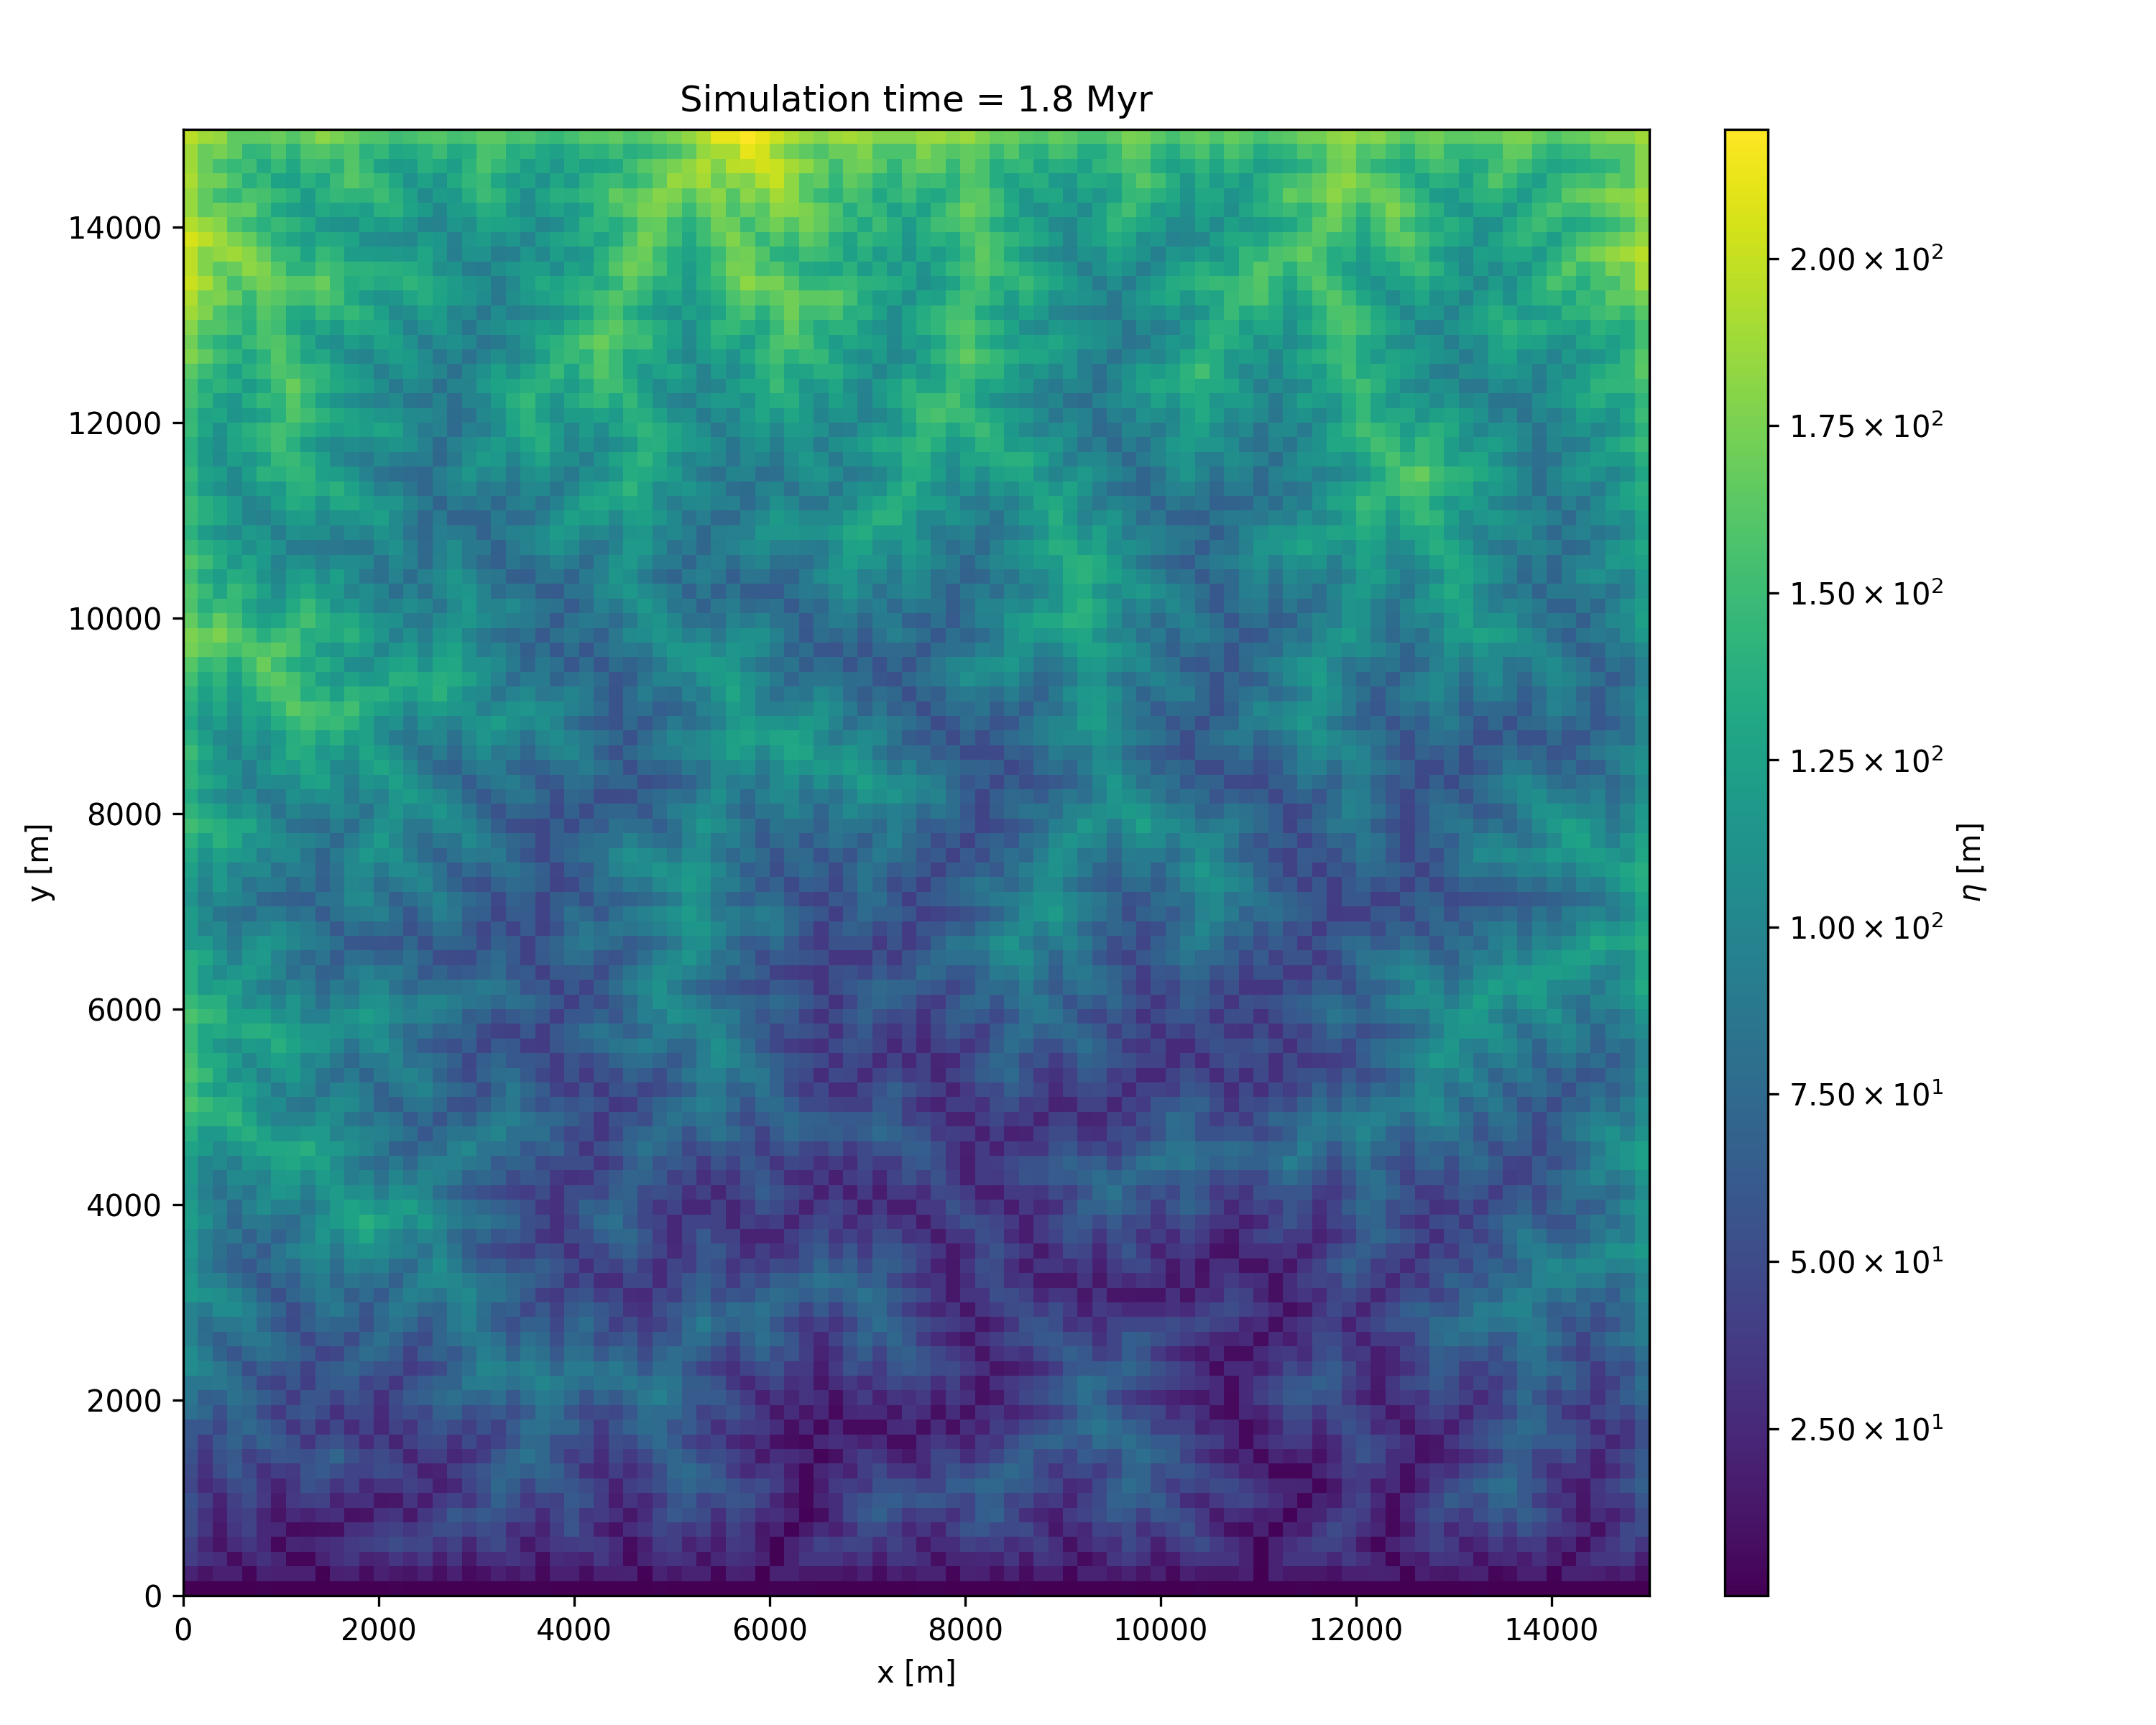 Simulation time = 1.8 Myr
y [m]
14000
12000
10000
8000
6000
4000
2000
0
0 2000 4000 6000 8000 10000 12000 14000
x [m]
2.00 × 10²
1.75 × 10²
1.50 × 10²
1.25 × 10²
1.00 × 10²
7.50 × 10¹
5.00 × 10¹
2.50 × 10¹
η [m]